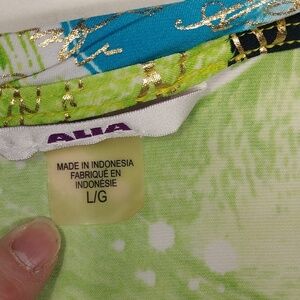 ALIA
MADE IN INDONESIA
FABRIQUÉ EN
INDONÉSIE
L/G